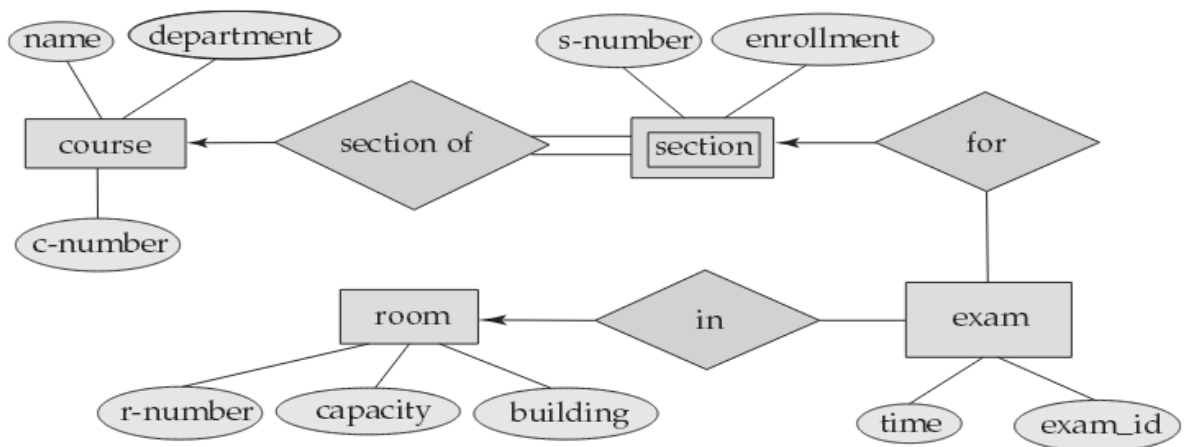 name
department
s-number
enrollment
course
section of
section
for
c-number
room
in
exam
r-number
capacity
building
time
exam_id